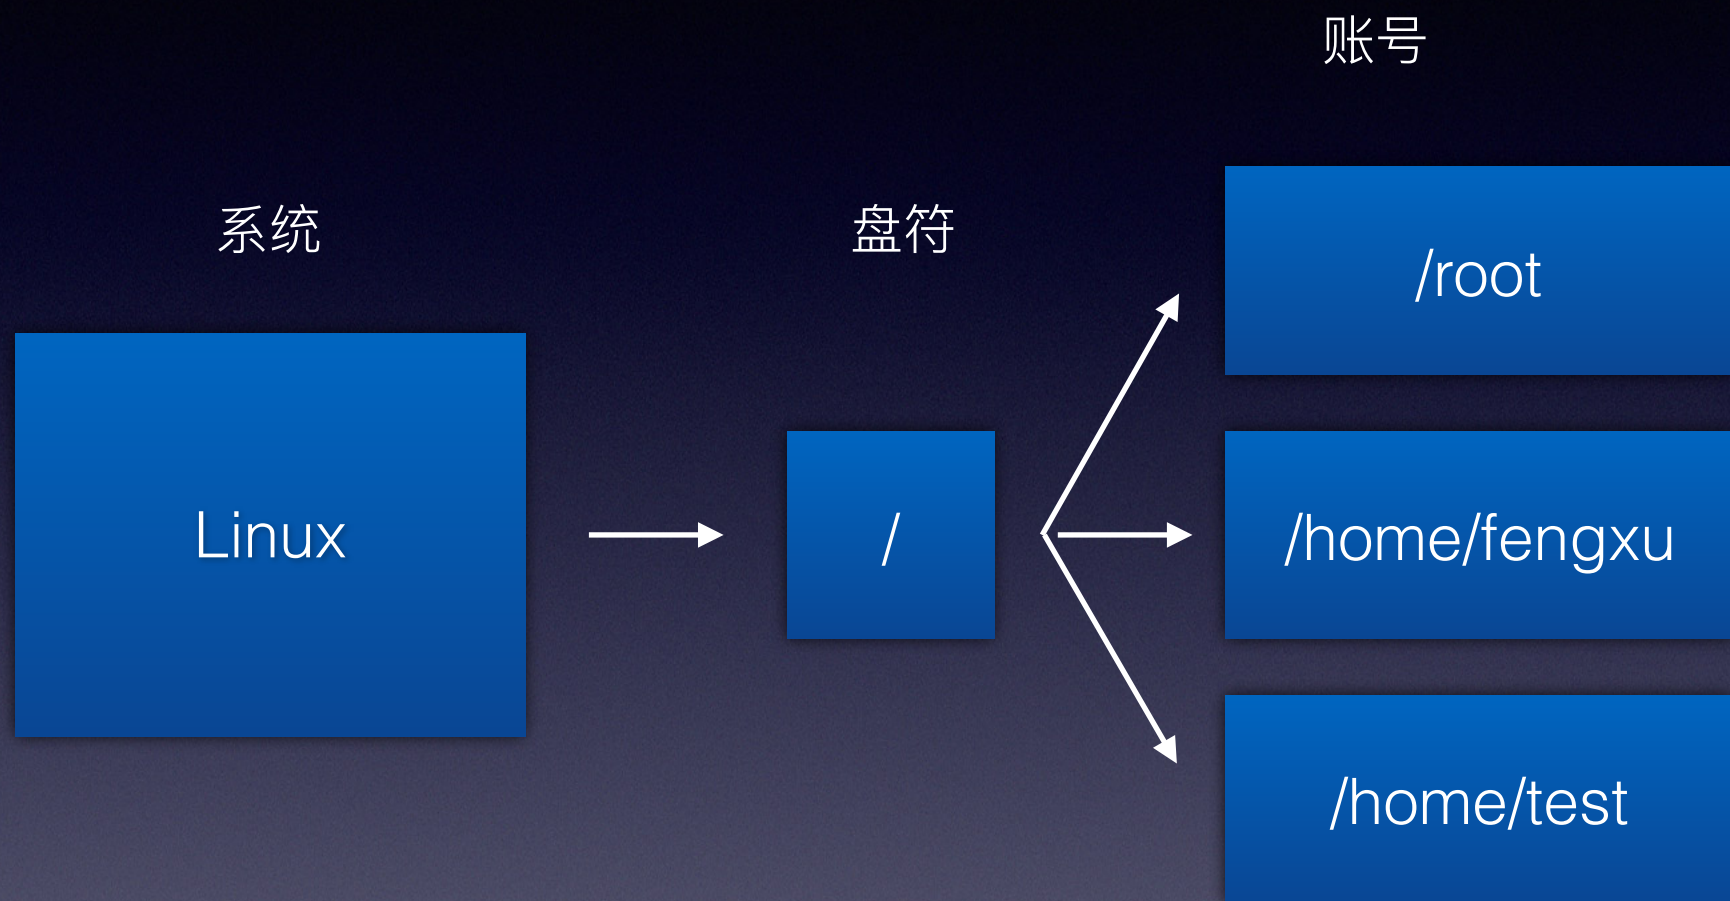 账号
系统
盘符
/root
Linux
/
/home/fengxu
/home/test